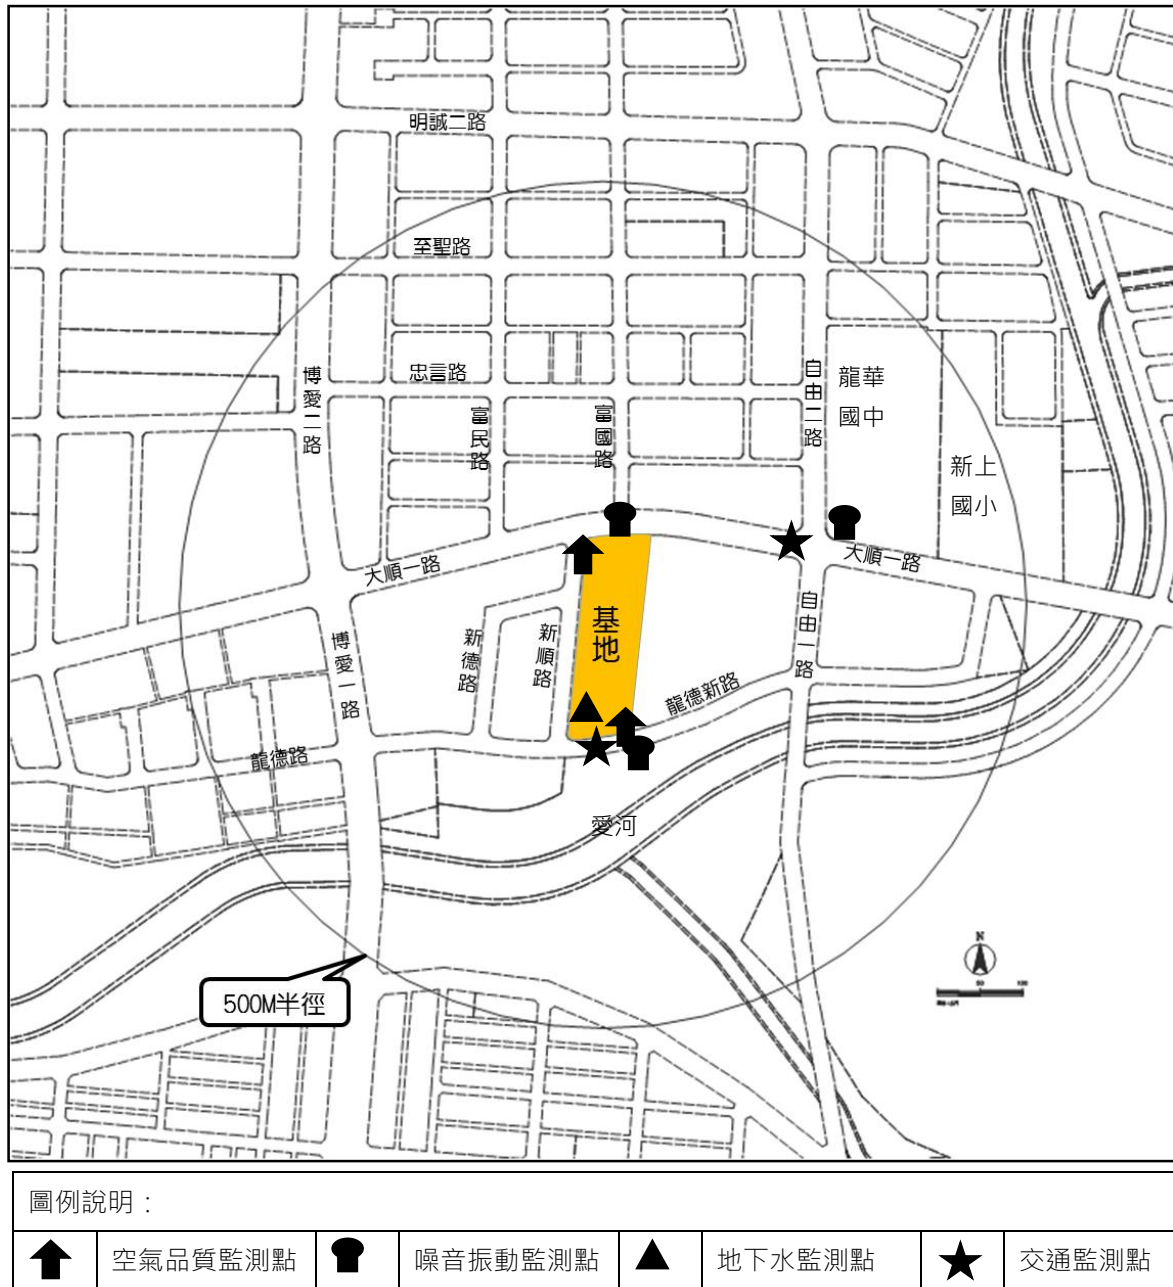 明誠二路
至聖路
忠言路
博愛二路
富民路
富國路
自由二路
龍華
國中
新上
國小
大順一路
大順一路
基地
自由一路
新德路
新順路
博愛一路
龍德新路
龍德路
愛河
500M半徑
N
50
100
圖例說明：
空氣品質監測點
噪音振動監測點
地下水監測點
交通監測點